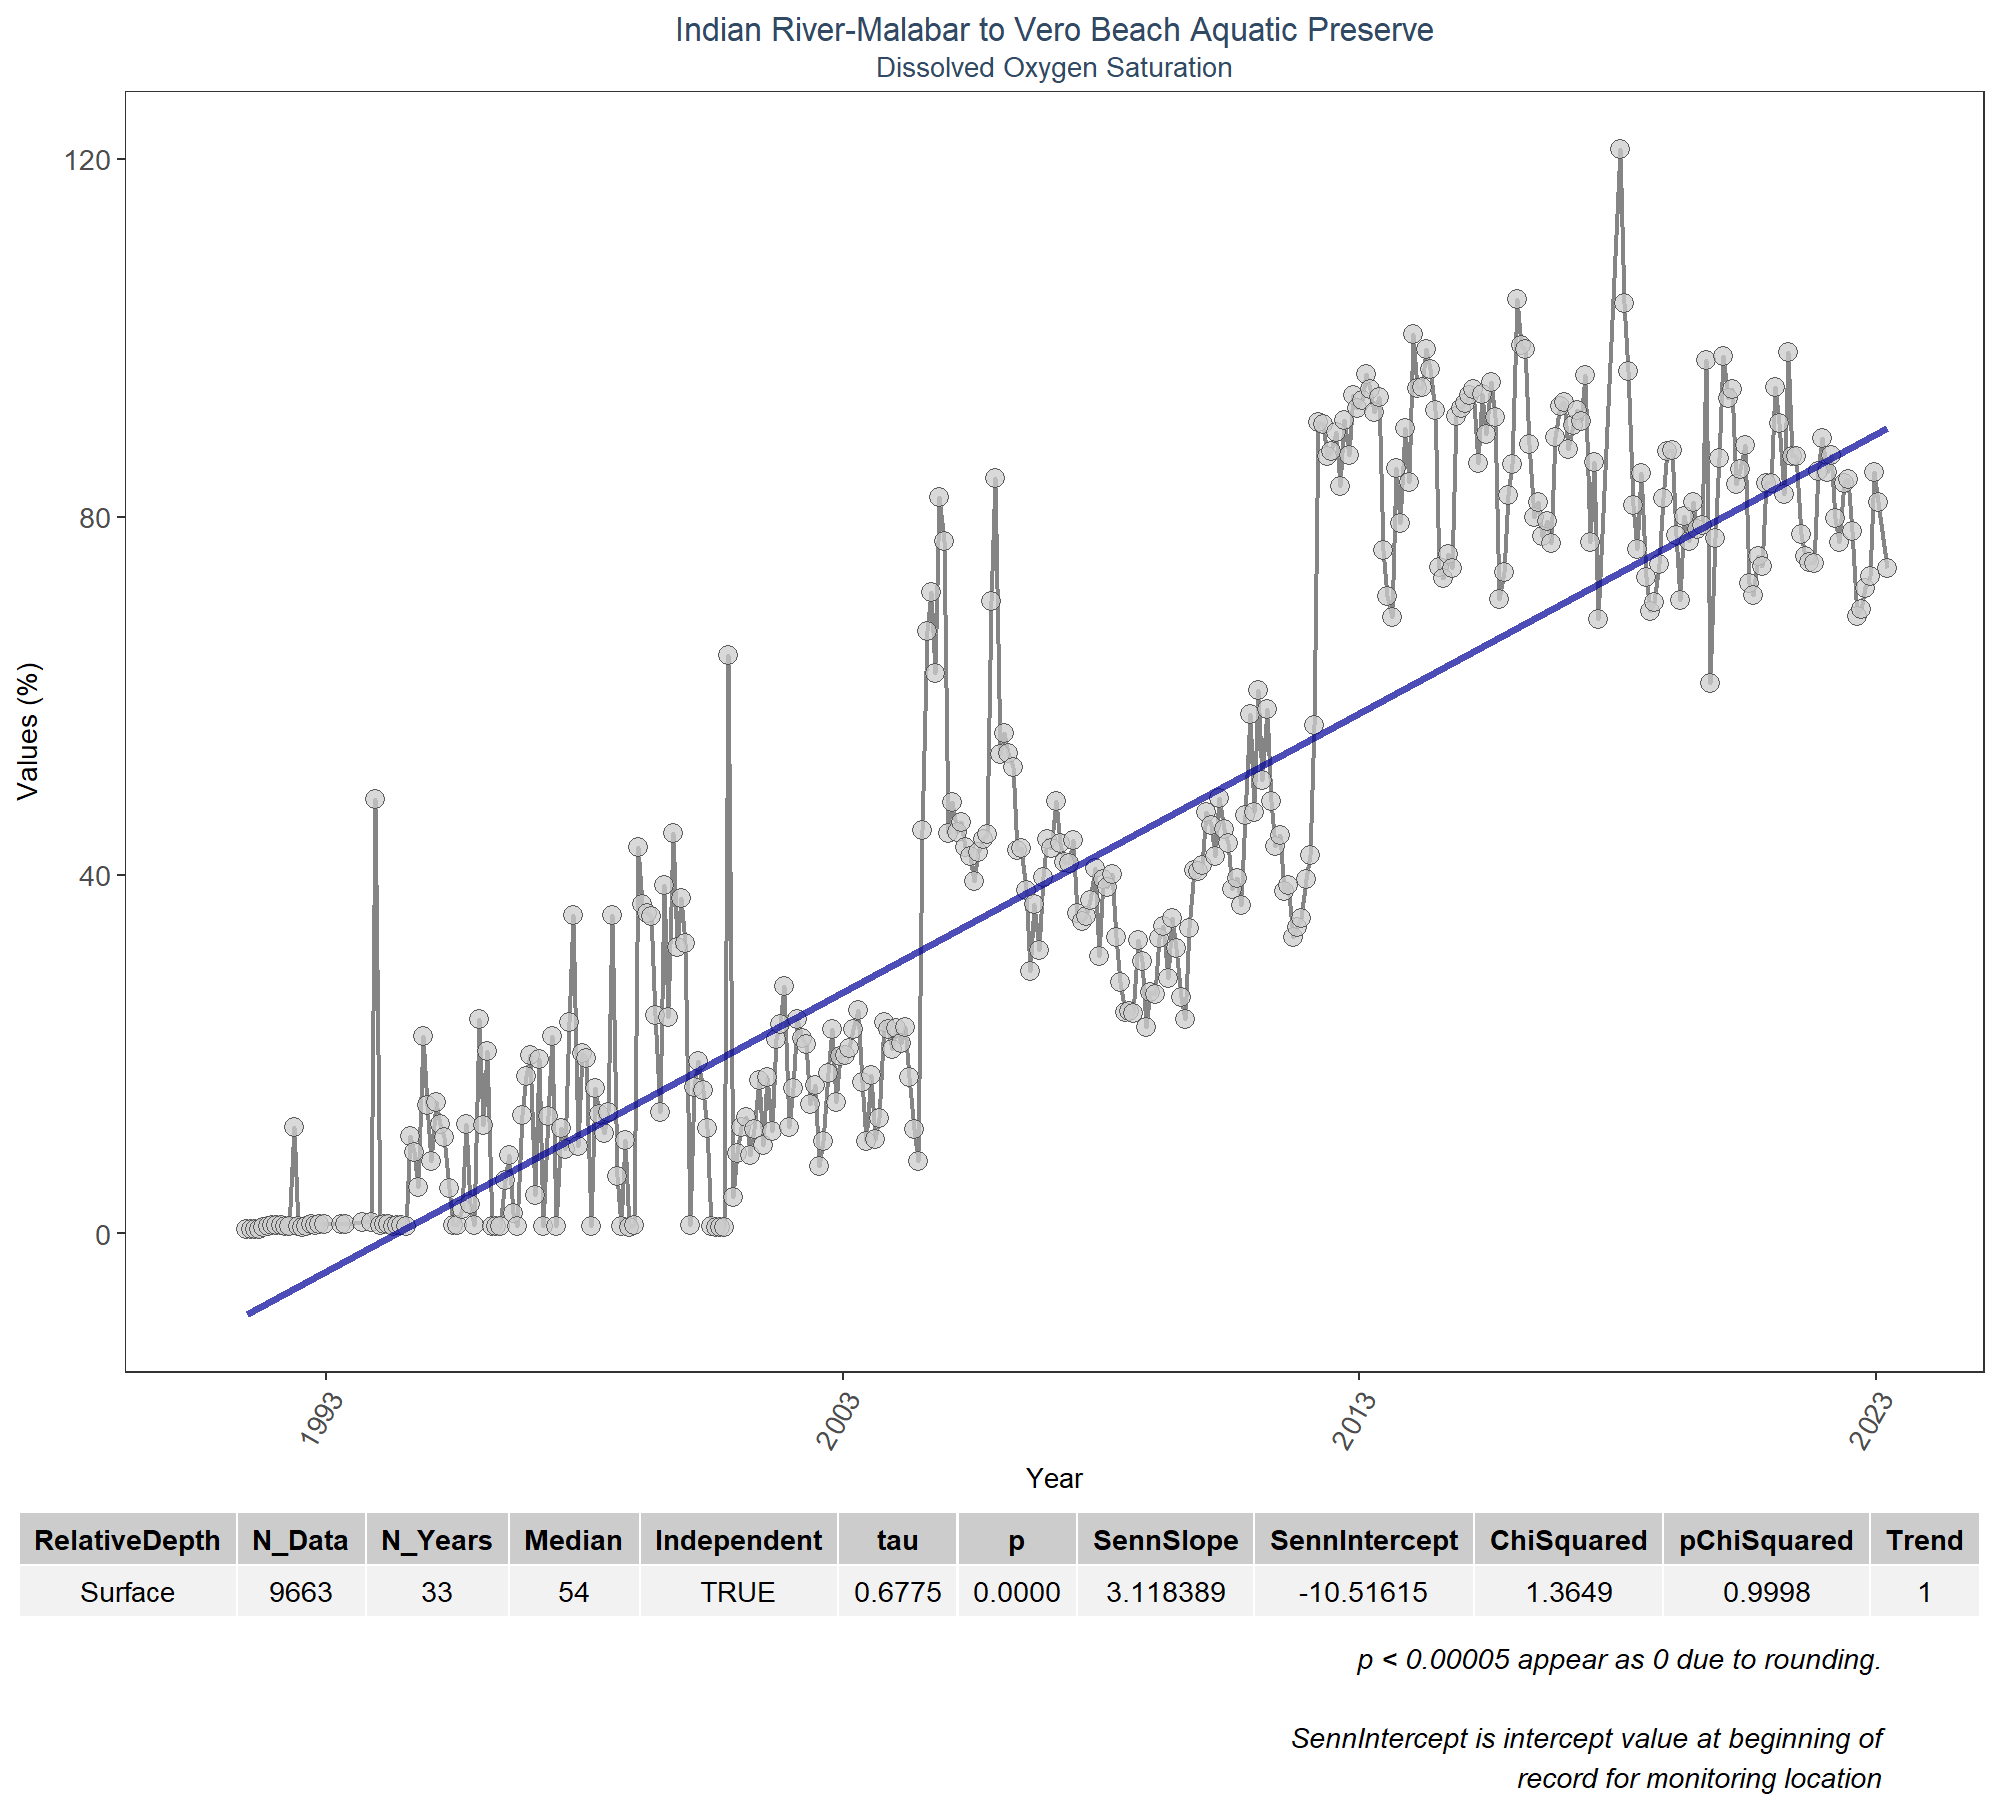 Indian River-Malabar to Vero Beach Aquatic Preserve
Dissolved Oxygen Saturation
Values (%)
120
80
40
0
1993 2003 2013 2023
Year
RelativeDepth N_Data N_Years Median Independent tau p SennSlope SennIntercept ChiSquared pChiSquared Trend
Surface 9663 33 54 TRUE 0.6775 0.0000 3.118389 -10.51615 1.3649 0.9998 1
p < 0.00005 appear as 0 due to rounding.
SennIntercept is intercept value at beginning of
record for monitoring location